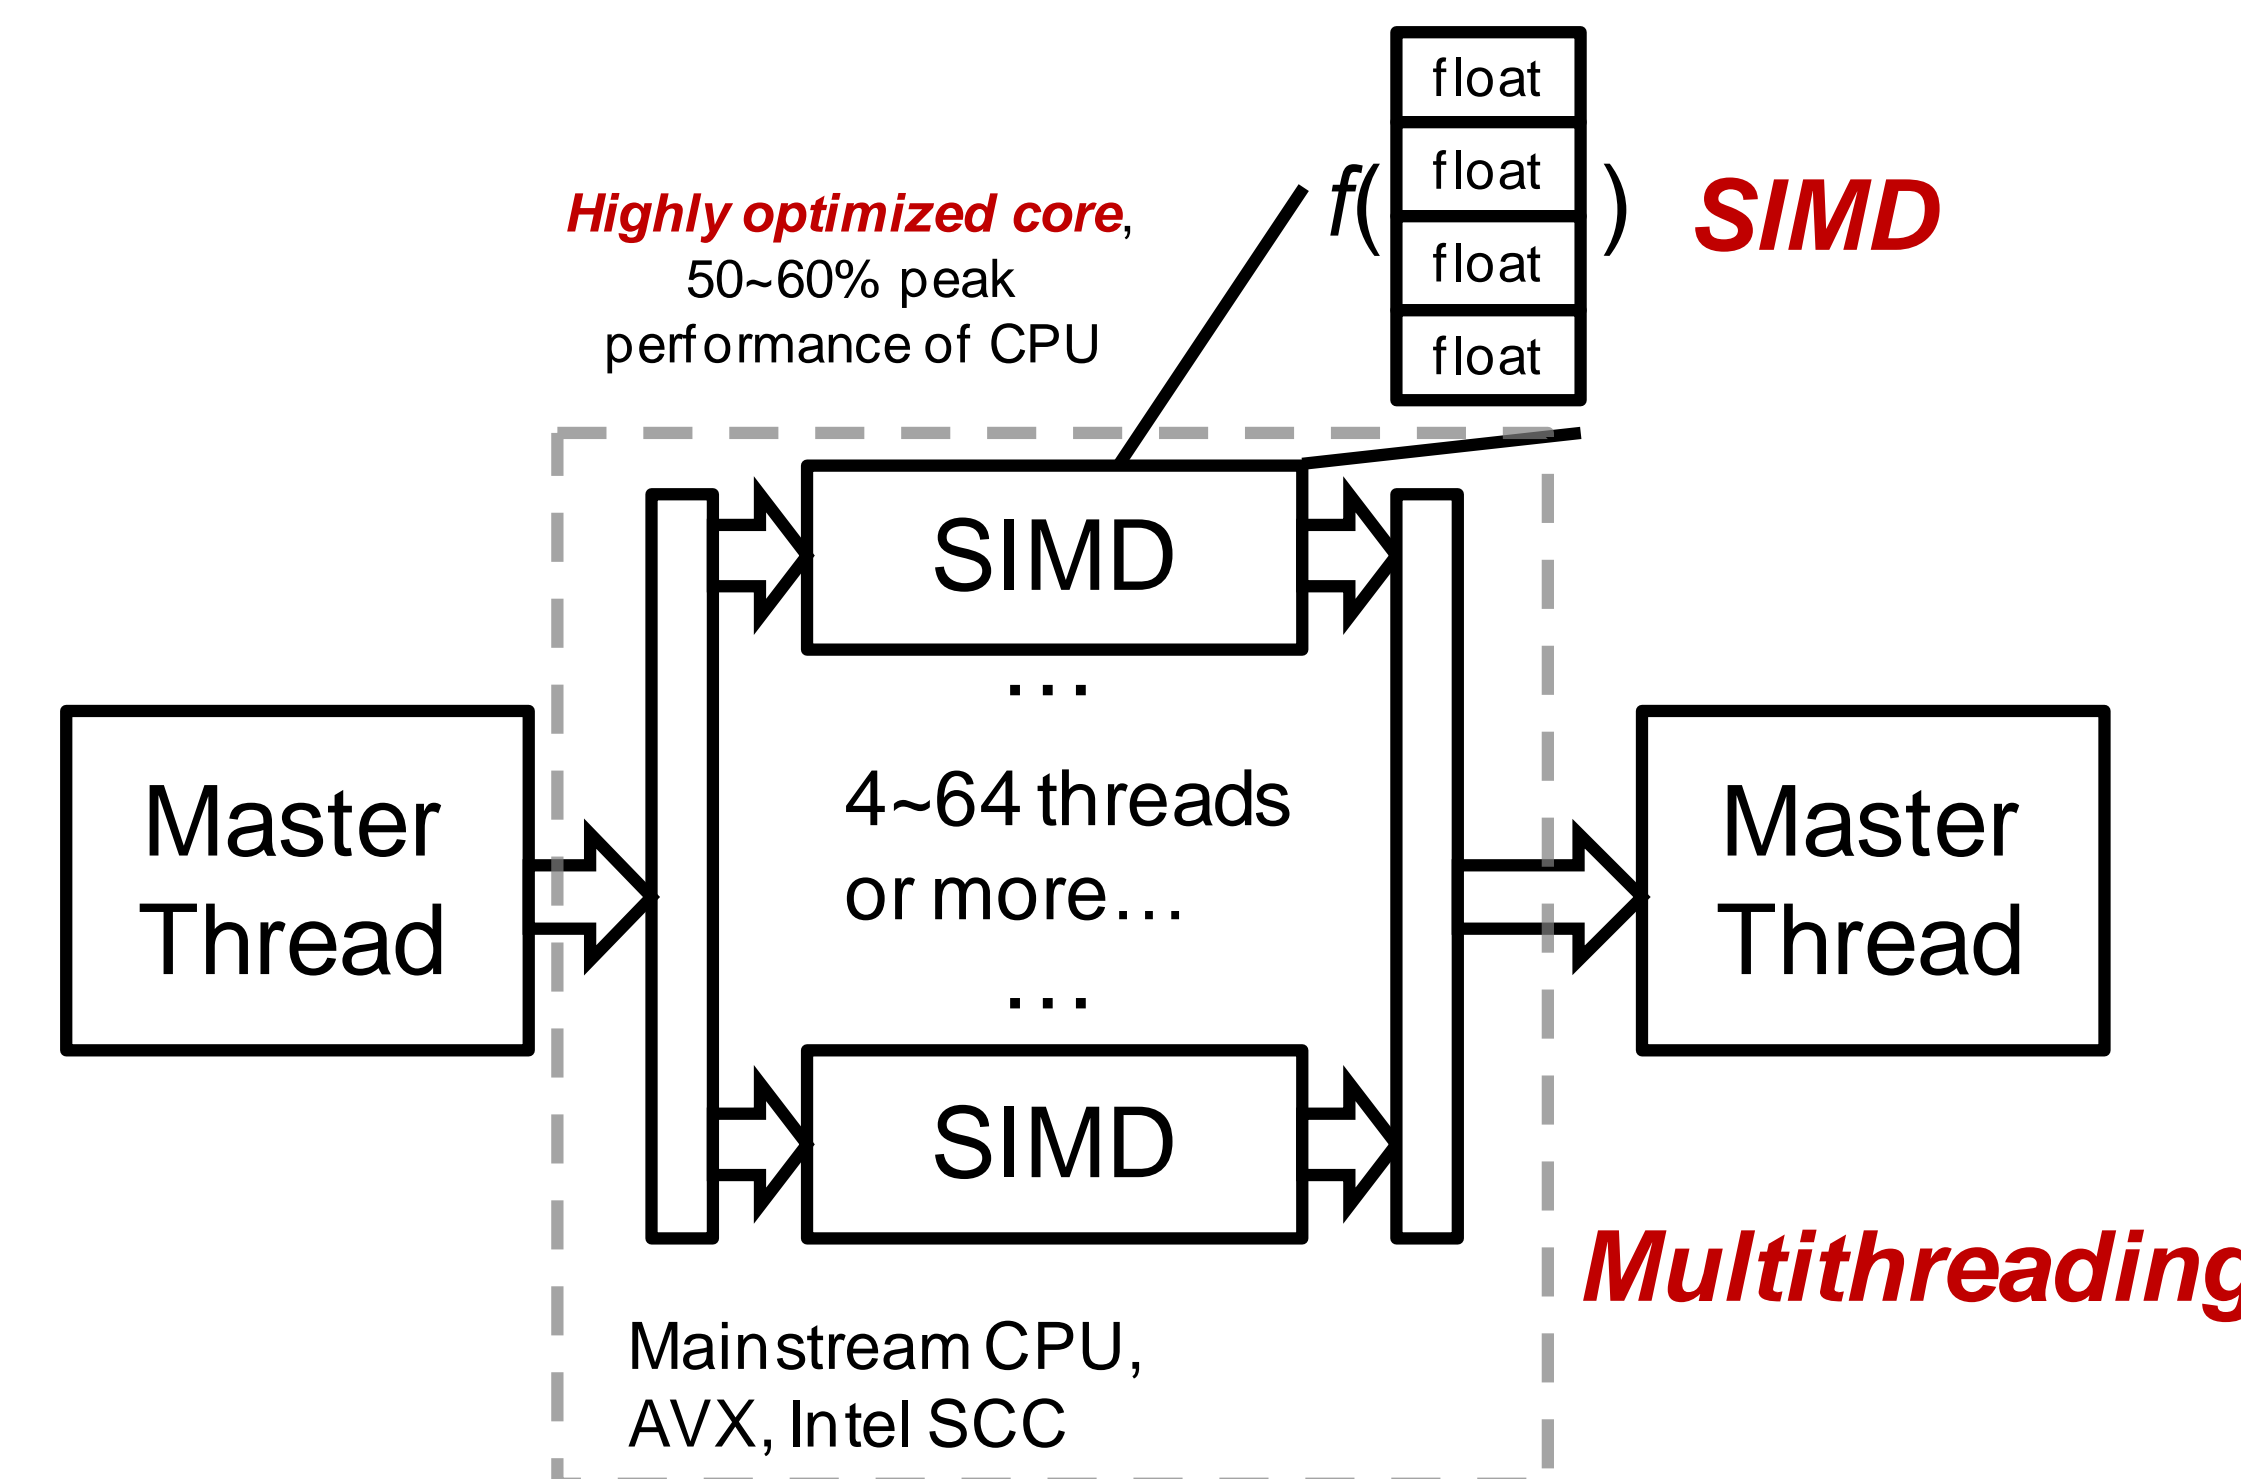 float
float
float
float
f( )
SIMD
Highly optimized core,
50~60% peak
performance of CPU
SIMD
…
4~64 threads
or more…
…
SIMD
Master
Thread
Master
Thread
Multithreading
Mainstream CPU,
AVX, Intel SCC